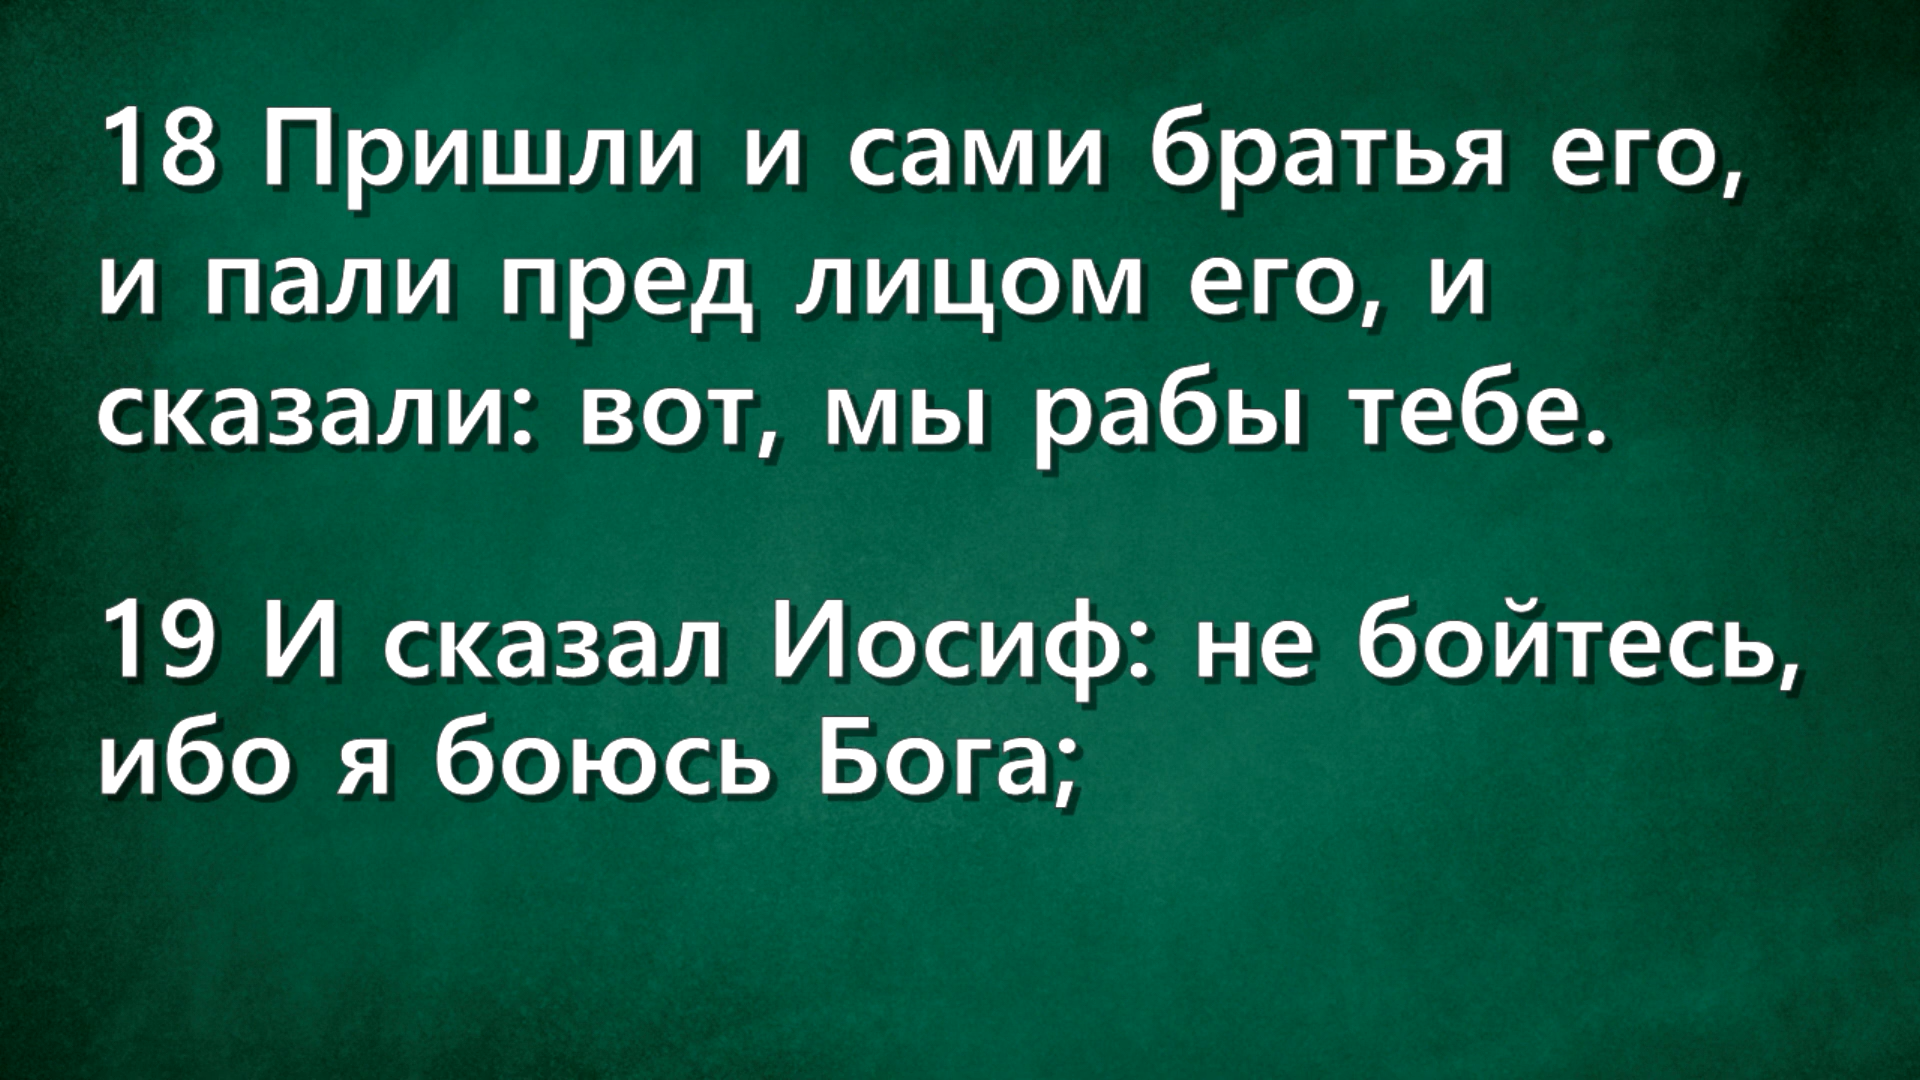 18 Пришли и сами братья его,
и пали пред лицом его, и
сказали: вот, мы рабы тебе.
19 И сказал Иосиф: не бойтесь,
ибо я боюсь Бога;